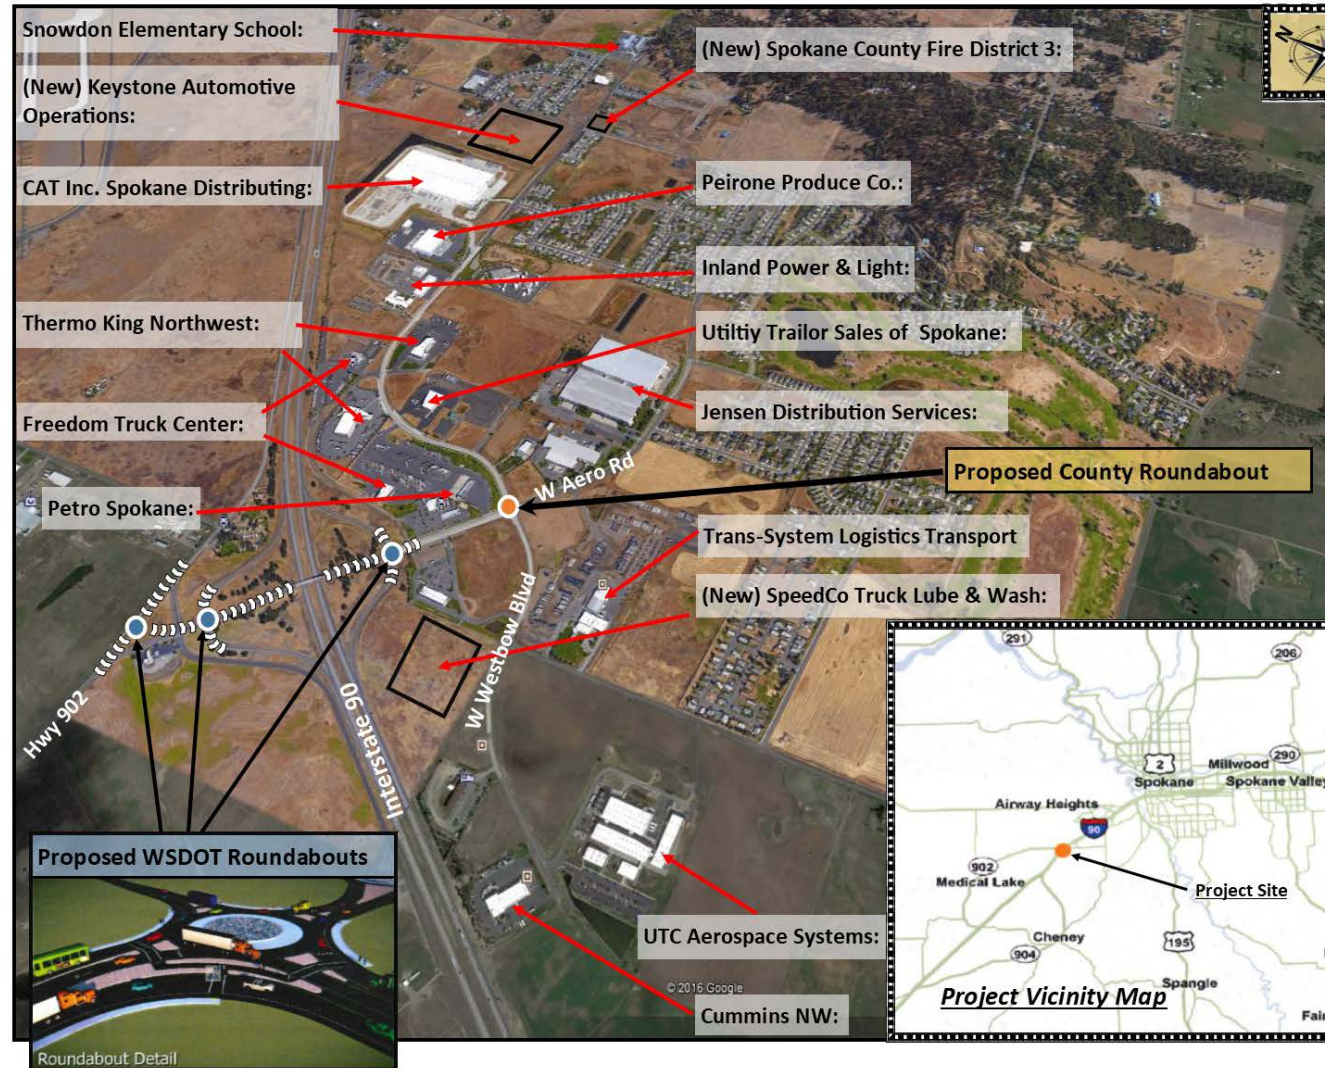 Snowdon Elementary School:
(New) Keystone Automotive
Operations:
CAT Inc. Spokane Distributing:
Thermo King Northwest:
Freedom Truck Center:
Petro Spokane:
(New) Spokane County Fire District 3:
Peirone Produce Co.:
Inland Power & Light:
Utiltiy Trailor Sales of Spokane:
Jensen Distribution Services:
Proposed County Roundabout
Trans-System Logistics Transport
(New) SpeedCo Truck Lube & Wash:
UTC Aerospace Systems:
Cummins NW:
W Aero Rd
W Westbow Blvd
Interstate 90
Hwy 902
N
© 2016 Google
Proposed WSDOT Roundabouts
Roundabout Detail
291
206
2
Millwood
290
Spokane
Spokane Valley
Airway Heights
90
902
Medical Lake
Project Site
Cheney
904
195
Spangle
Project Vicinity Map
Fair